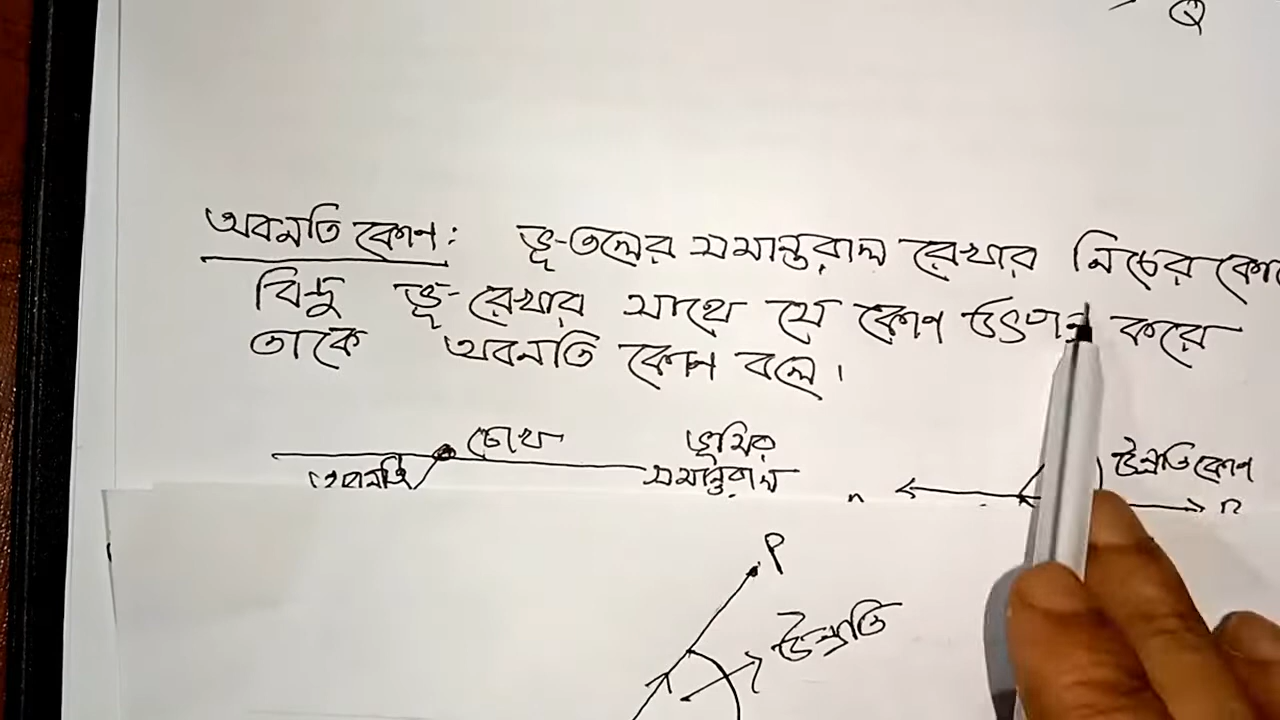 Q
অবনতি কোণ: ভূ-তলের সমান্তরাল রেখার নিচের কো
বিন্দু ভূ-রেখার সাথে যে কোণ উৎপন্ন করে
তাকে অবনতি কোণ বলে।
চোখ
ভূমির
সমান্তরাল
অবনতি
উন্নতি কোণ
n
n
P
উন্নতি